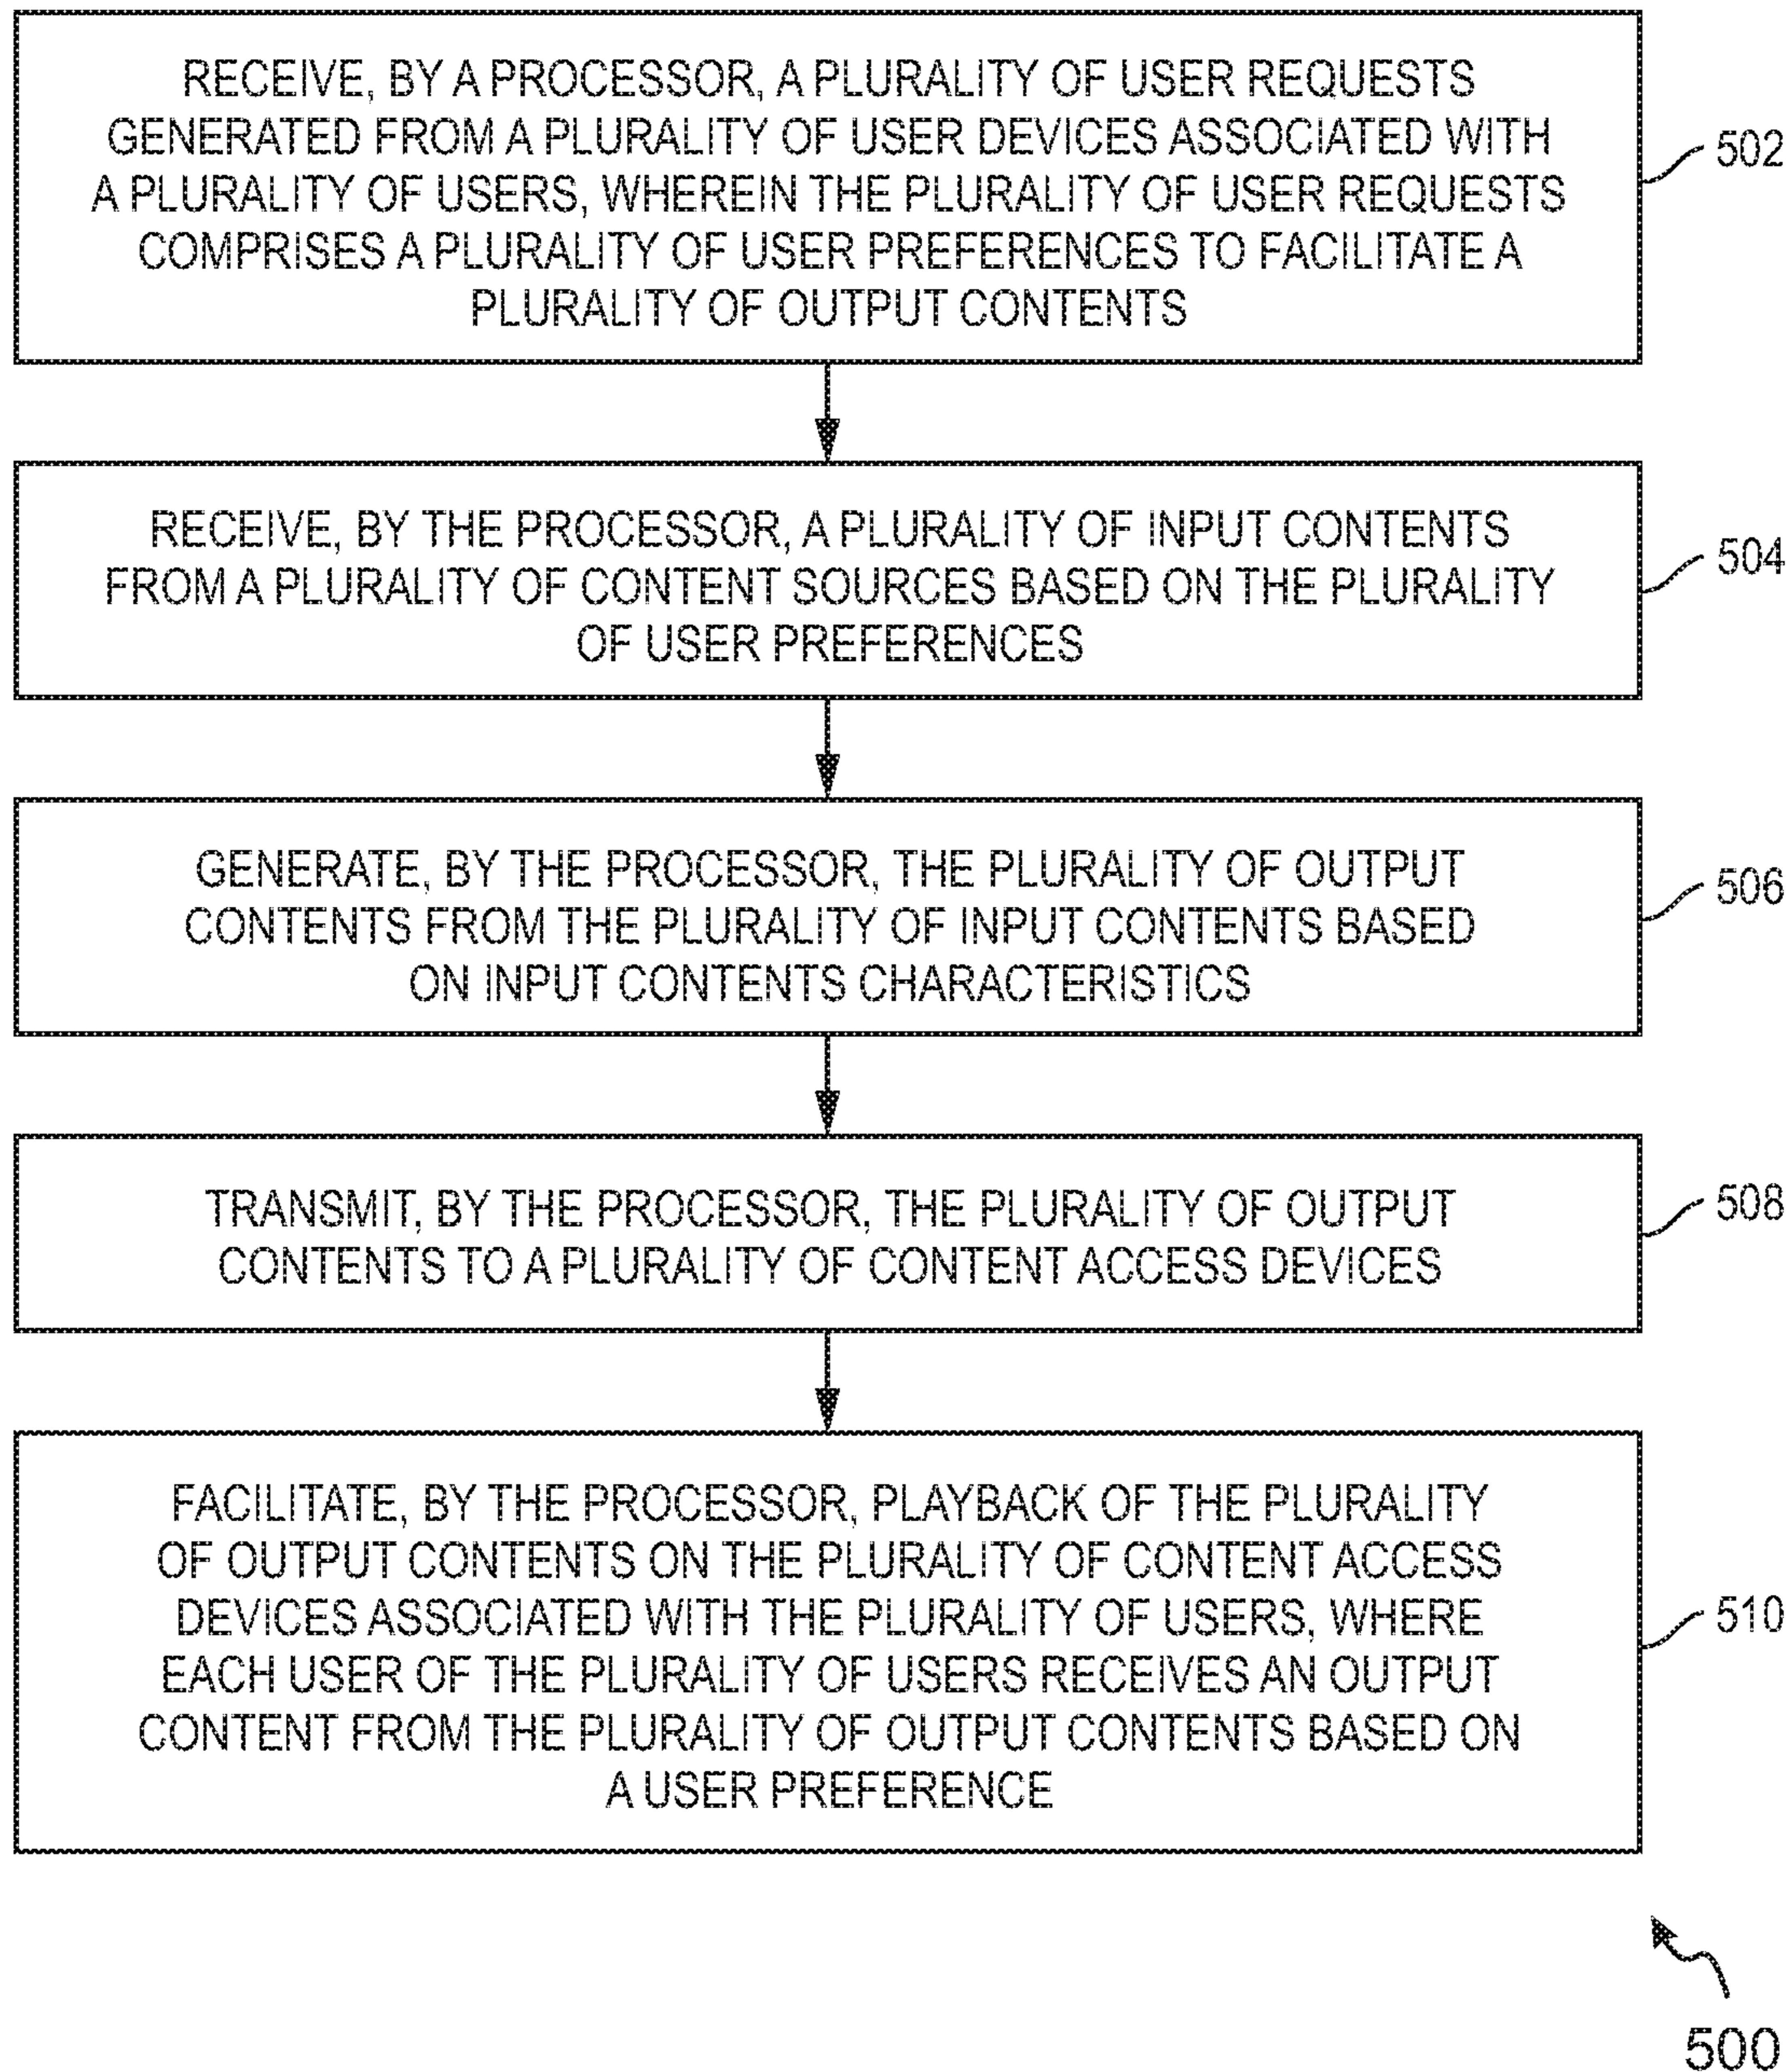 RECEIVE, BY A PROCESSOR, A PLURALITY OF USER REQUESTS
GENERATED FROM A PLURALITY OF USER DEVICES ASSOCIATED WITH
A PLURALITY OF USERS, WHEREIN THE PLURALITY OF USER REQUESTS
COMPRISES A PLURALITY OF USER PREFERENCES TO FACILITATE A
PLURALITY OF OUTPUT CONTENTS
502
RECEIVE, BY THE PROCESSOR, A PLURALITY OF INPUT CONTENTS
FROM A PLURALITY OF CONTENT SOURCES BASED ON THE PLURALITY
OF USER PREFERENCES
504
GENERATE, BY THE PROCESSOR, THE PLURALITY OF OUTPUT
CONTENTS FROM THE PLURALITY OF INPUT CONTENTS BASED
ON INPUT CONTENTS CHARACTERISTICS
506
TRANSMIT, BY THE PROCESSOR, THE PLURALITY OF OUTPUT
CONTENTS TO A PLURALITY OF CONTENT ACCESS DEVICES
508
FACILITATE, BY THE PROCESSOR, PLAYBACK OF THE PLURALITY
OF OUTPUT CONTENTS ON THE PLURALITY OF CONTENT ACCESS
DEVICES ASSOCIATED WITH THE PLURALITY OF USERS, WHERE
EACH USER OF THE PLURALITY OF USERS RECEIVES AN OUTPUT
CONTENT FROM THE PLURALITY OF OUTPUT CONTENTS BASED ON
A USER PREFERENCE
510
500